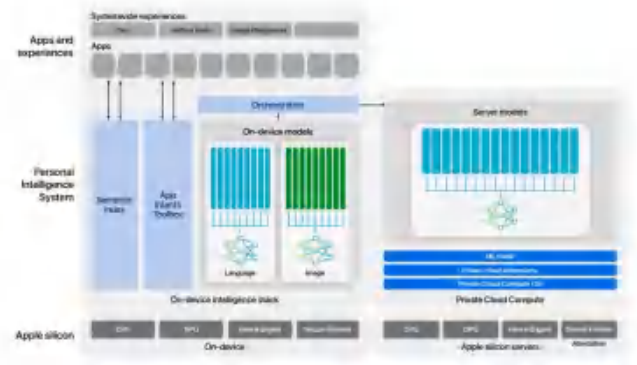 Systemwide experiences
Apps and
experiences
Apps
Orchestration
Server models
On-device models
Personal
Intelligence
System
Semantic
Index
App
Intents
Toolbox
Language
Image
On-device intelligence stack
Private Cloud Compute
Apple silicon
GPU
Neural Engine
Secure Enclave
On-device
GPU
Neural Engine
Secure Enclave
Apple silicon servers
Attestation